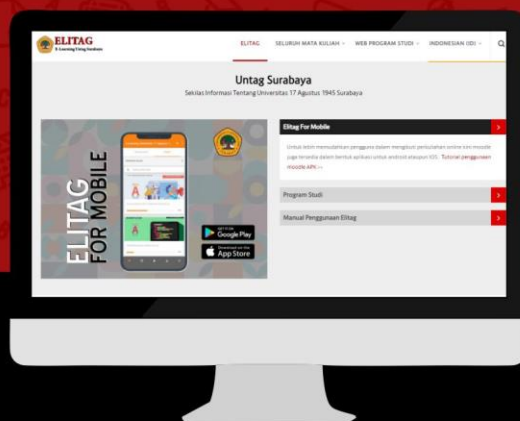 ELITAG
E-Learning Untag Surabaya
ELITAG
SELURUH MATA KULIAH
WEB PROGRAM STUDI
INDONESIAN (ID)
Untag Surabaya
Sekilas Informasi Tentang Universitas 17 Agustus 1945 Surabaya
ELITAG
FOR MOBILE
GET IT ON
Google Play
Download on the
App Store
Elitag For Mobile
Untuk lebih memudahkan pengguna dalam mengikuti perkuliahan online kini moodle
juga tersedia dalam bentuk aplikasi untuk android ataupun IOS : Tutorial penggunaan
moodle APK
Program Studi
Manual Penggunaan Elitag